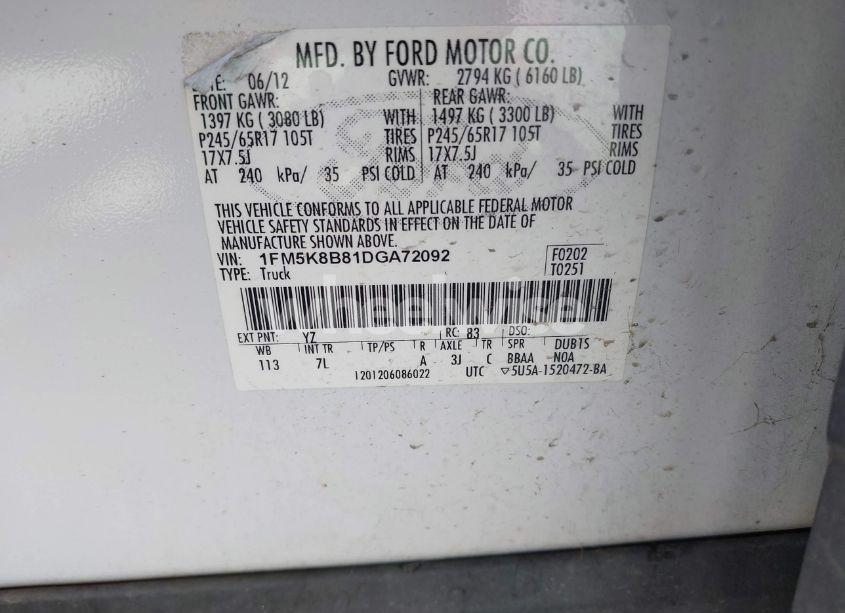 MFD. BY FORD MOTOR CO.
06/12 GVWR: 2794 KG ( 6160 LB)
FRONT GAWR: REAR GAWR:
1397 KG ( 3080 LB) WITH 1497 KG ( 3300 LB) WITH
P245/65R17 105T TIRES P245/65R17 105T TIRES
17X7.5J RIMS 17X7.5J RIMS
AT 240 kPa/ 35 PSI COLD AT 240 kPa/ 35 PSI COLD
THIS VEHICLE CONFORMS TO ALL APPLICABLE FEDERAL MOTOR
VEHICLE SAFETY STANDARDS IN EFFECT ON THE DATE OF
MANUFACTURE SHOWN ABOVE.
VIN: 1FM5K8B81DGA72092 F0202
TYPE: Truck T0251
EXT PNT: YZ RC: 83 DSO:
WB INT TR TP/PS R AXLE TR SPR DUBTS
113 7L A 3J C BBAA NOA
I201206086022 UTC ▽5U5A-1520472-BA